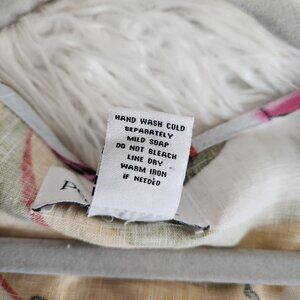 HAND WASH COLD
SEPARATELY
MILD SOAP
DO NOT BLEACH
LINE DRY
WARM IRON
IF NEEDED
P